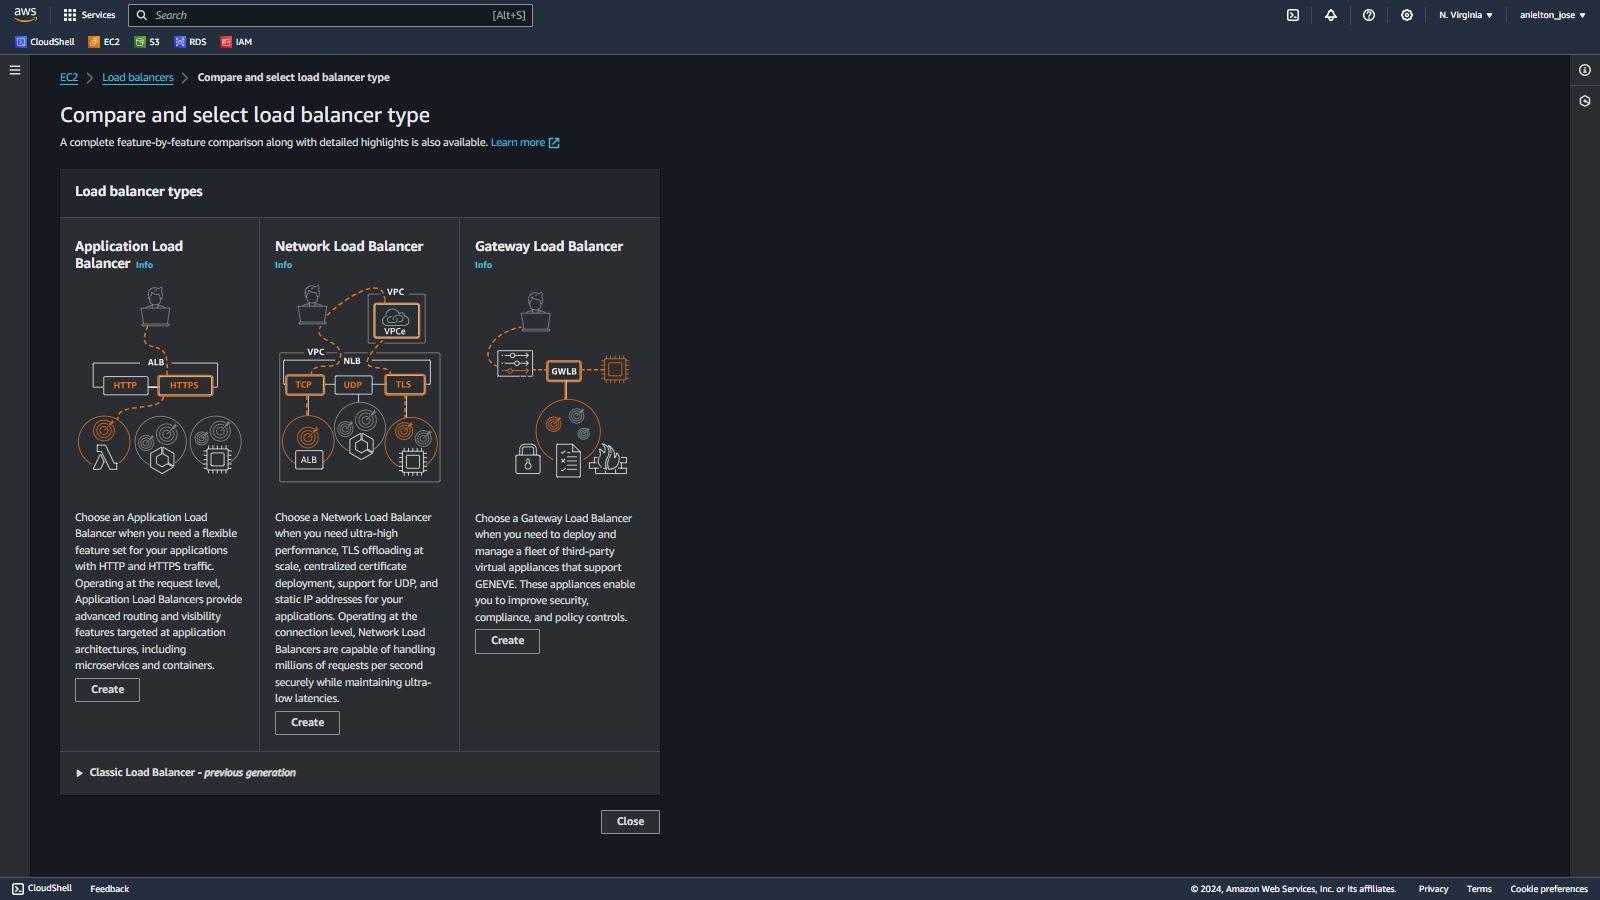 aws
Services
Search
[Alt+S]
N. Virginia
anielton_jose
CloudShell
EC2
S3
RDS
IAM
EC2
Load balancers
Compare and select load balancer type
Compare and select load balancer type
A complete feature-by-feature comparison along with detailed highlights is also available. Learn more
Load balancer types
Application Load
Balancer Info
ALB
HTTP
HTTPS
Choose an Application Load
Balancer when you need a flexible
feature set for your applications
with HTTP and HTTPS traffic.
Operating at the request level,
Application Load Balancers provide
advanced routing and visibility
features targeted at application
architectures, including
microservices and containers.
Create
Network Load Balancer
Info
VPC
VPCe
VPC
NLB
TCP
UDP
TLS
ALB
Choose a Network Load Balancer
when you need ultra-high
performance, TLS offloading at
scale, centralized certificate
deployment, support for UDP, and
static IP addresses for your
applications. Operating at the
connection level, Network Load
Balancers are capable of handling
millions of requests per second
securely while maintaining ultra-
low latencies.
Create
Gateway Load Balancer
Info
GWLB
Choose a Gateway Load Balancer
when you need to deploy and
manage a fleet of third-party
virtual appliances that support
GENEVE. These appliances enable
you to improve security,
compliance, and policy controls.
Create
Classic Load Balancer - previous generation
Close
CloudShell
Feedback
© 2024, Amazon Web Services, Inc. or its affiliates.
Privacy
Terms
Cookie preferences